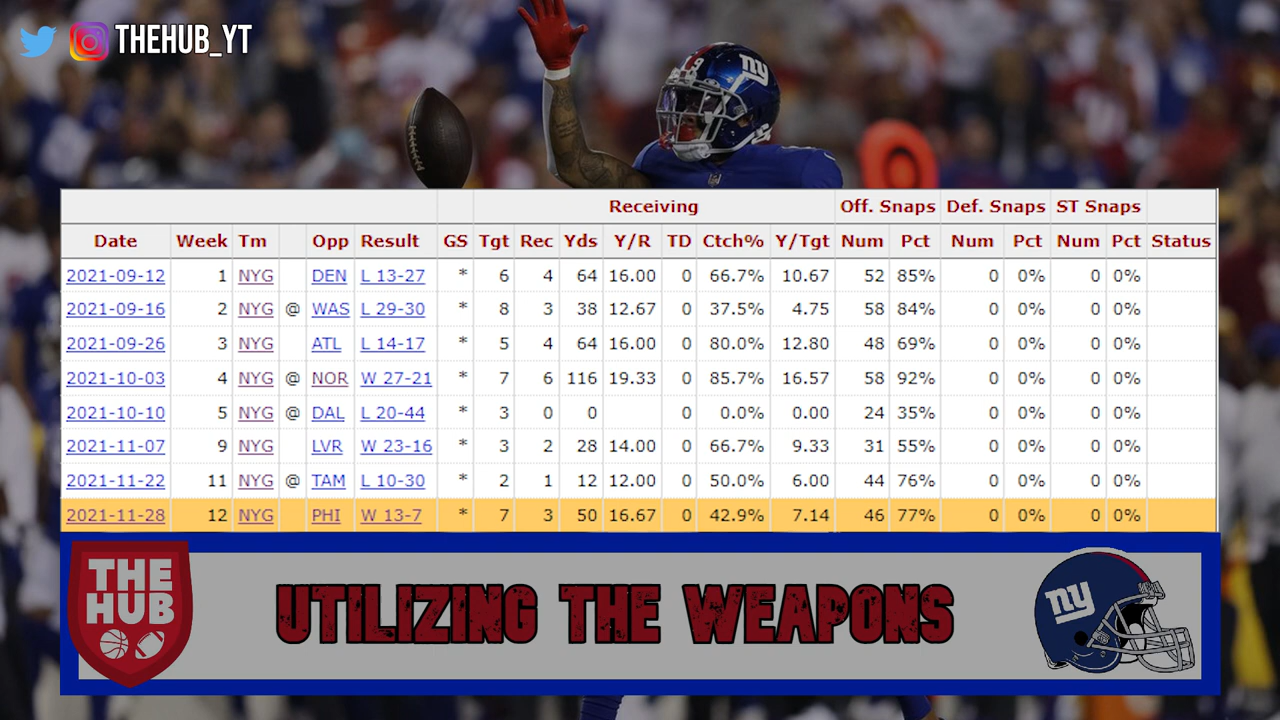 THEHUB_YT
ny
Receiving Off. Snaps Def. Snaps ST Snaps
Date Week Tm Opp Result GS Tgt Rec Yds Y/R TD Ctch% Y/Tgt Num Pct Num Pct Num Pct Status
2021-09-12 1 NYG DEN L 13-27 * 6 4 64 16.00 0 66.7% 10.67 52 85% 0 0% 0 0%
2021-09-16 2 NYG @ WAS L 29-30 * 8 3 38 12.67 0 37.5% 4.75 58 84% 0 0% 0 0%
2021-09-26 3 NYG ATL L 14-17 * 5 4 64 16.00 0 80.0% 12.80 48 69% 0 0% 0 0%
2021-10-03 4 NYG @ NOR W 27-21 * 7 6 116 19.33 0 85.7% 16.57 58 92% 0 0% 0 0%
2021-10-10 5 NYG @ DAL L 20-44 * 3 0 0 0 0.0% 0.00 24 35% 0 0% 0 0%
2021-11-07 9 NYG LVR W 23-16 * 3 2 28 14.00 0 66.7% 9.33 31 55% 0 0% 0 0%
2021-11-22 11 NYG @ TAM L 10-30 * 2 1 12 12.00 0 50.0% 6.00 44 76% 0 0% 0 0%
2021-11-28 12 NYG PHI W 13-7 * 7 3 50 16.67 0 42.9% 7.14 46 77% 0 0% 0 0%
THE
HUB
UTILIZING THE WEAPONS
ny